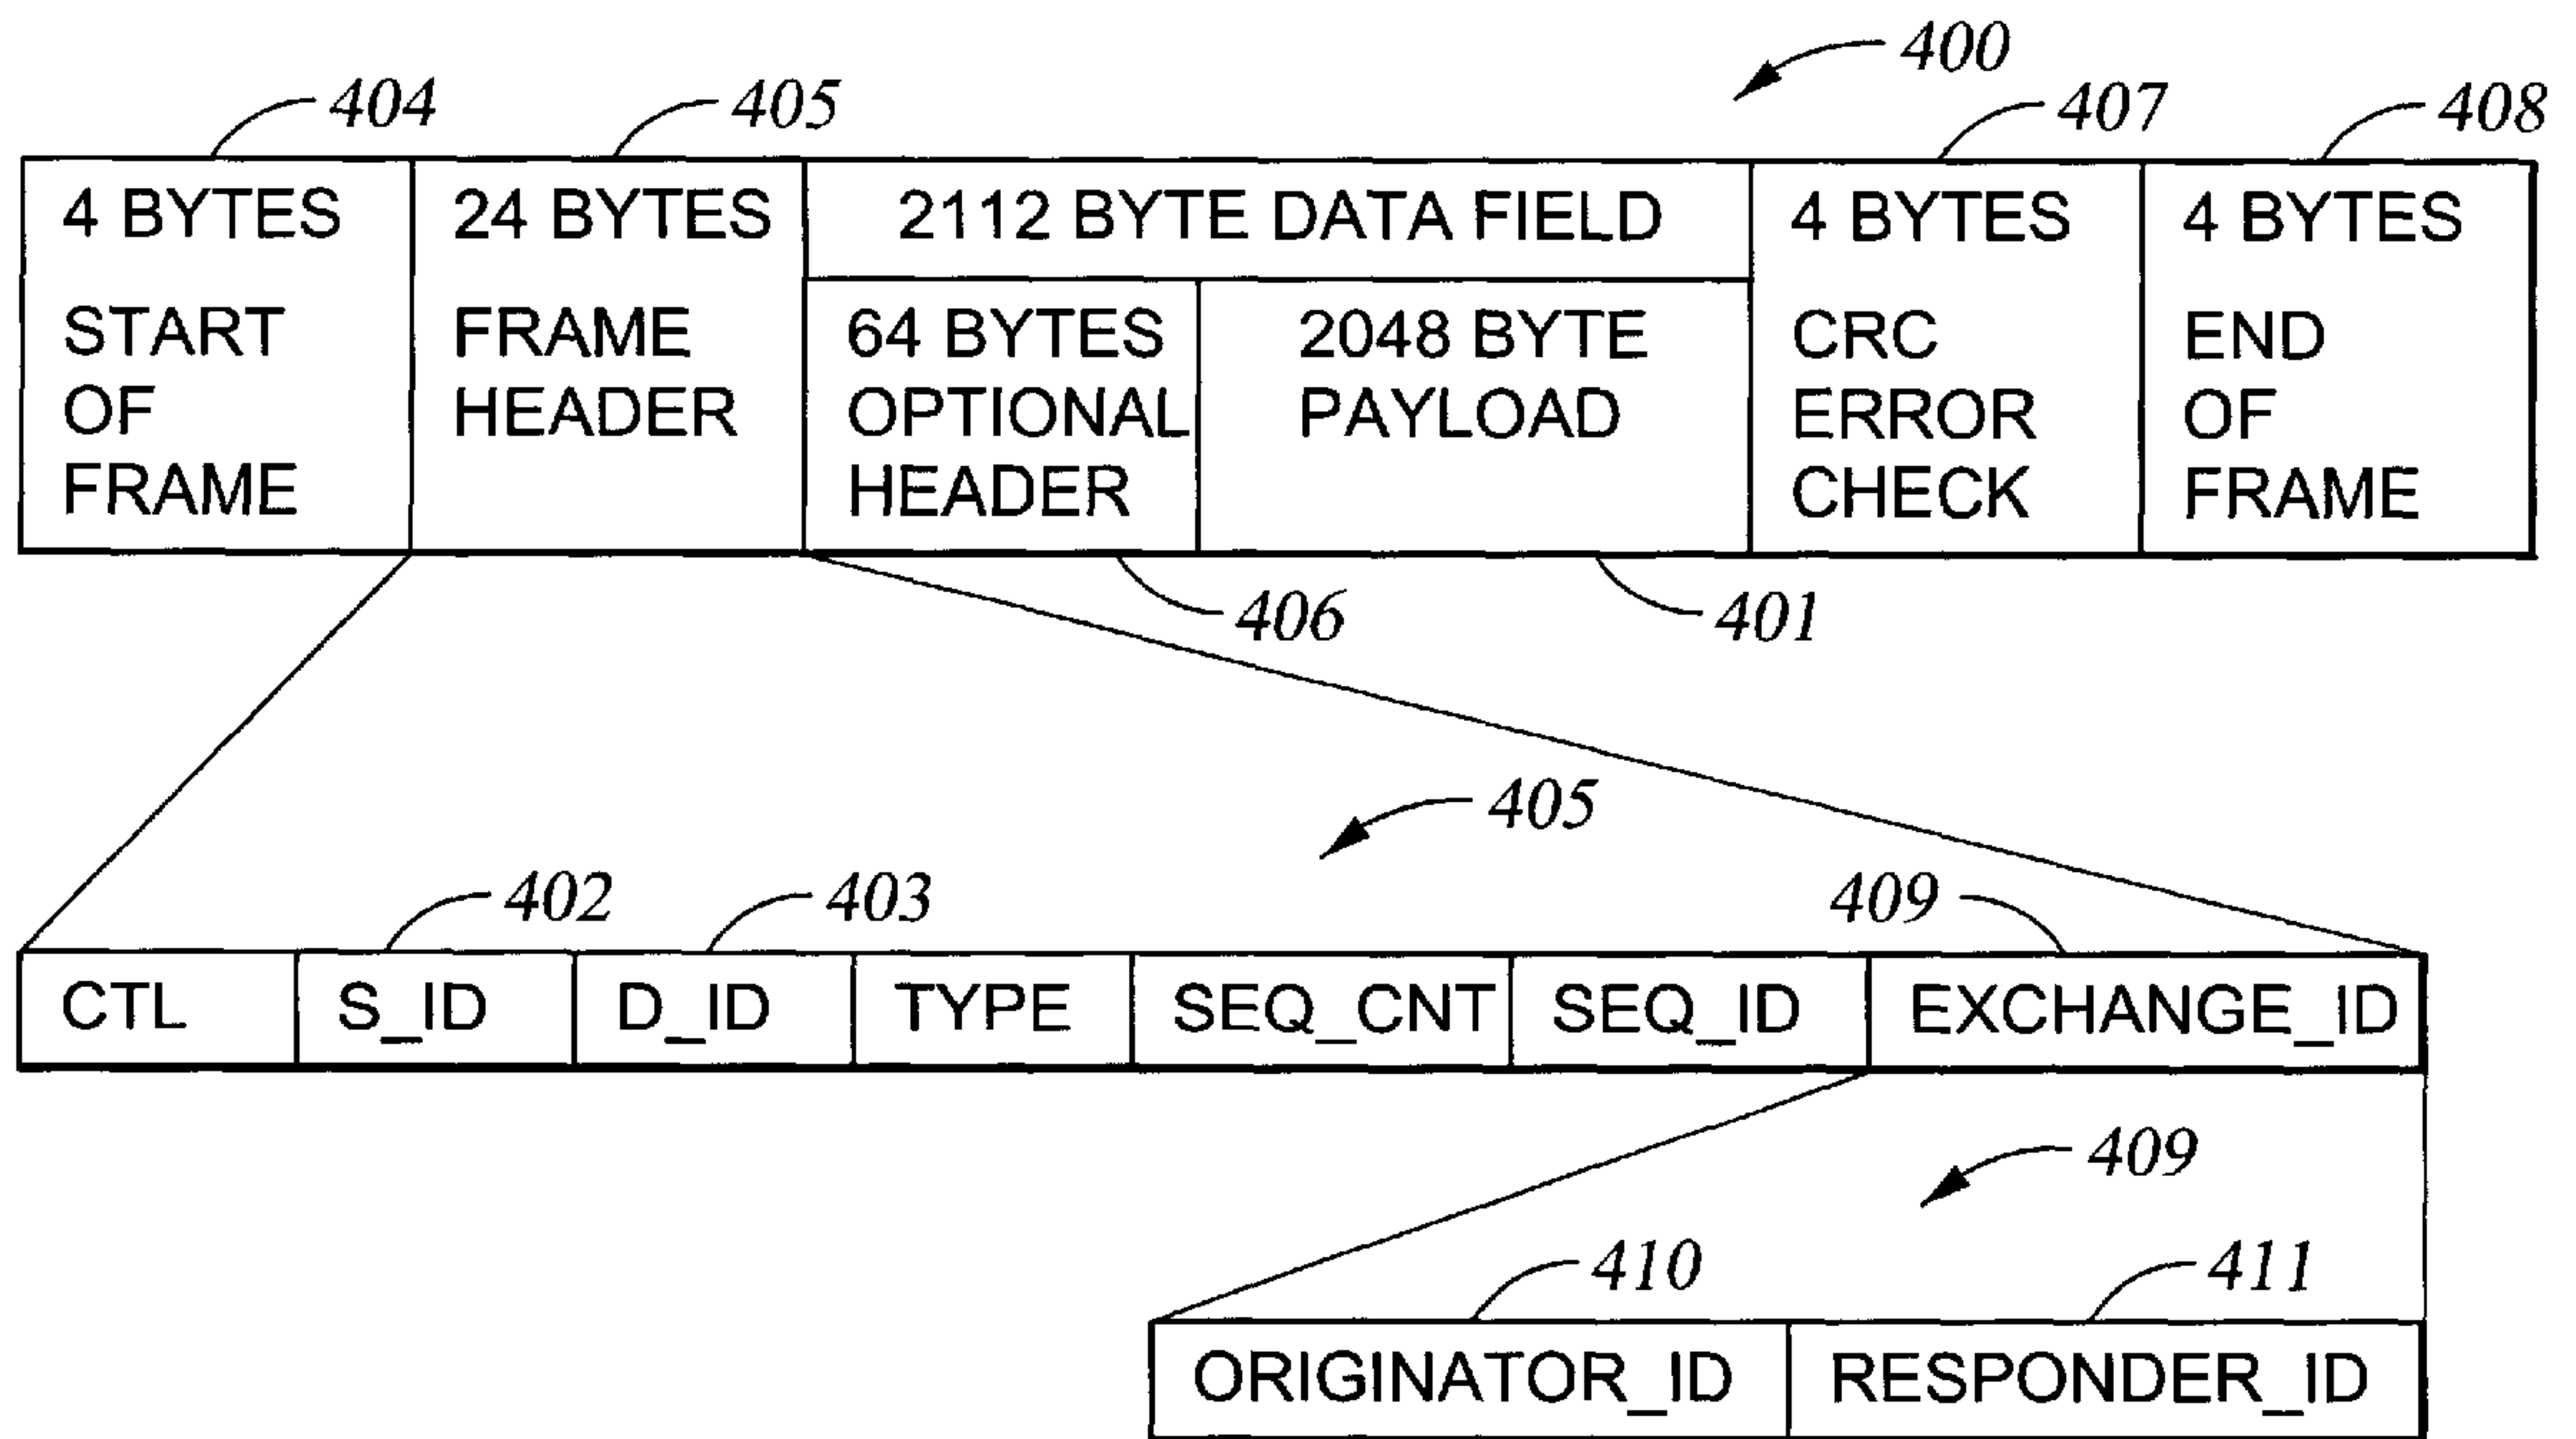 400
404
405
407
408
4 BYTES
START
OF
FRAME
24 BYTES
FRAME
HEADER
2112 BYTE DATA FIELD
64 BYTES
OPTIONAL
HEADER
2048 BYTE
PAYLOAD
4 BYTES
CRC
ERROR
CHECK
4 BYTES
END
OF
FRAME
406
401
405
402
403
409
CTL
S_ID
D_ID
TYPE
SEQ_CNT
SEQ_ID
EXCHANGE_ID
409
410
411
ORIGINATOR_ID
RESPONDER_ID